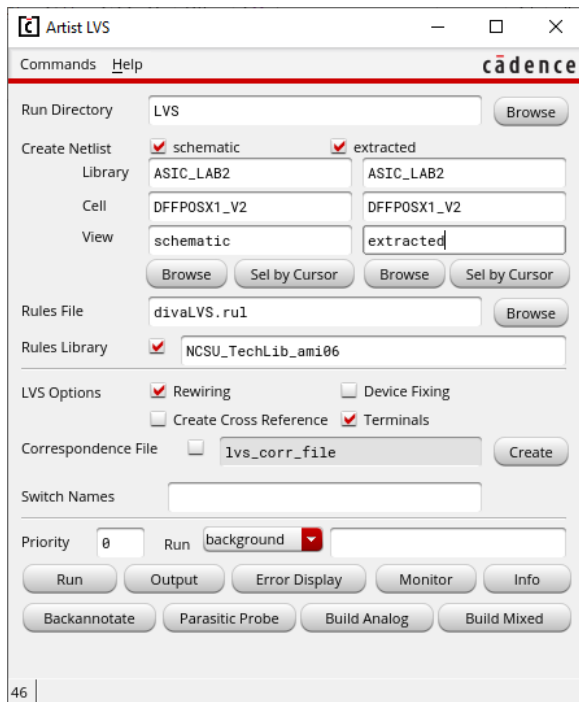 Artist LVS
Commands Help cādence
Run Directory LVS Browse
Create Netlist schematic extracted
Library ASIC_LAB2 ASIC_LAB2
Cell DFFPOSX1_V2 DFFPOSX1_V2
View schematic extracted
Browse Sel by Cursor Browse Sel by Cursor
Rules File divaLVS.rul Browse
Rules Library NCSU_TechLib_ami06
LVS Options Rewiring Device Fixing
Create Cross Reference Terminals
Correspondence File lvs_corr_file Create
Switch Names
Priority 0 Run background
Run Output Error Display Monitor Info
Backannotate Parasitic Probe Build Analog Build Mixed
46